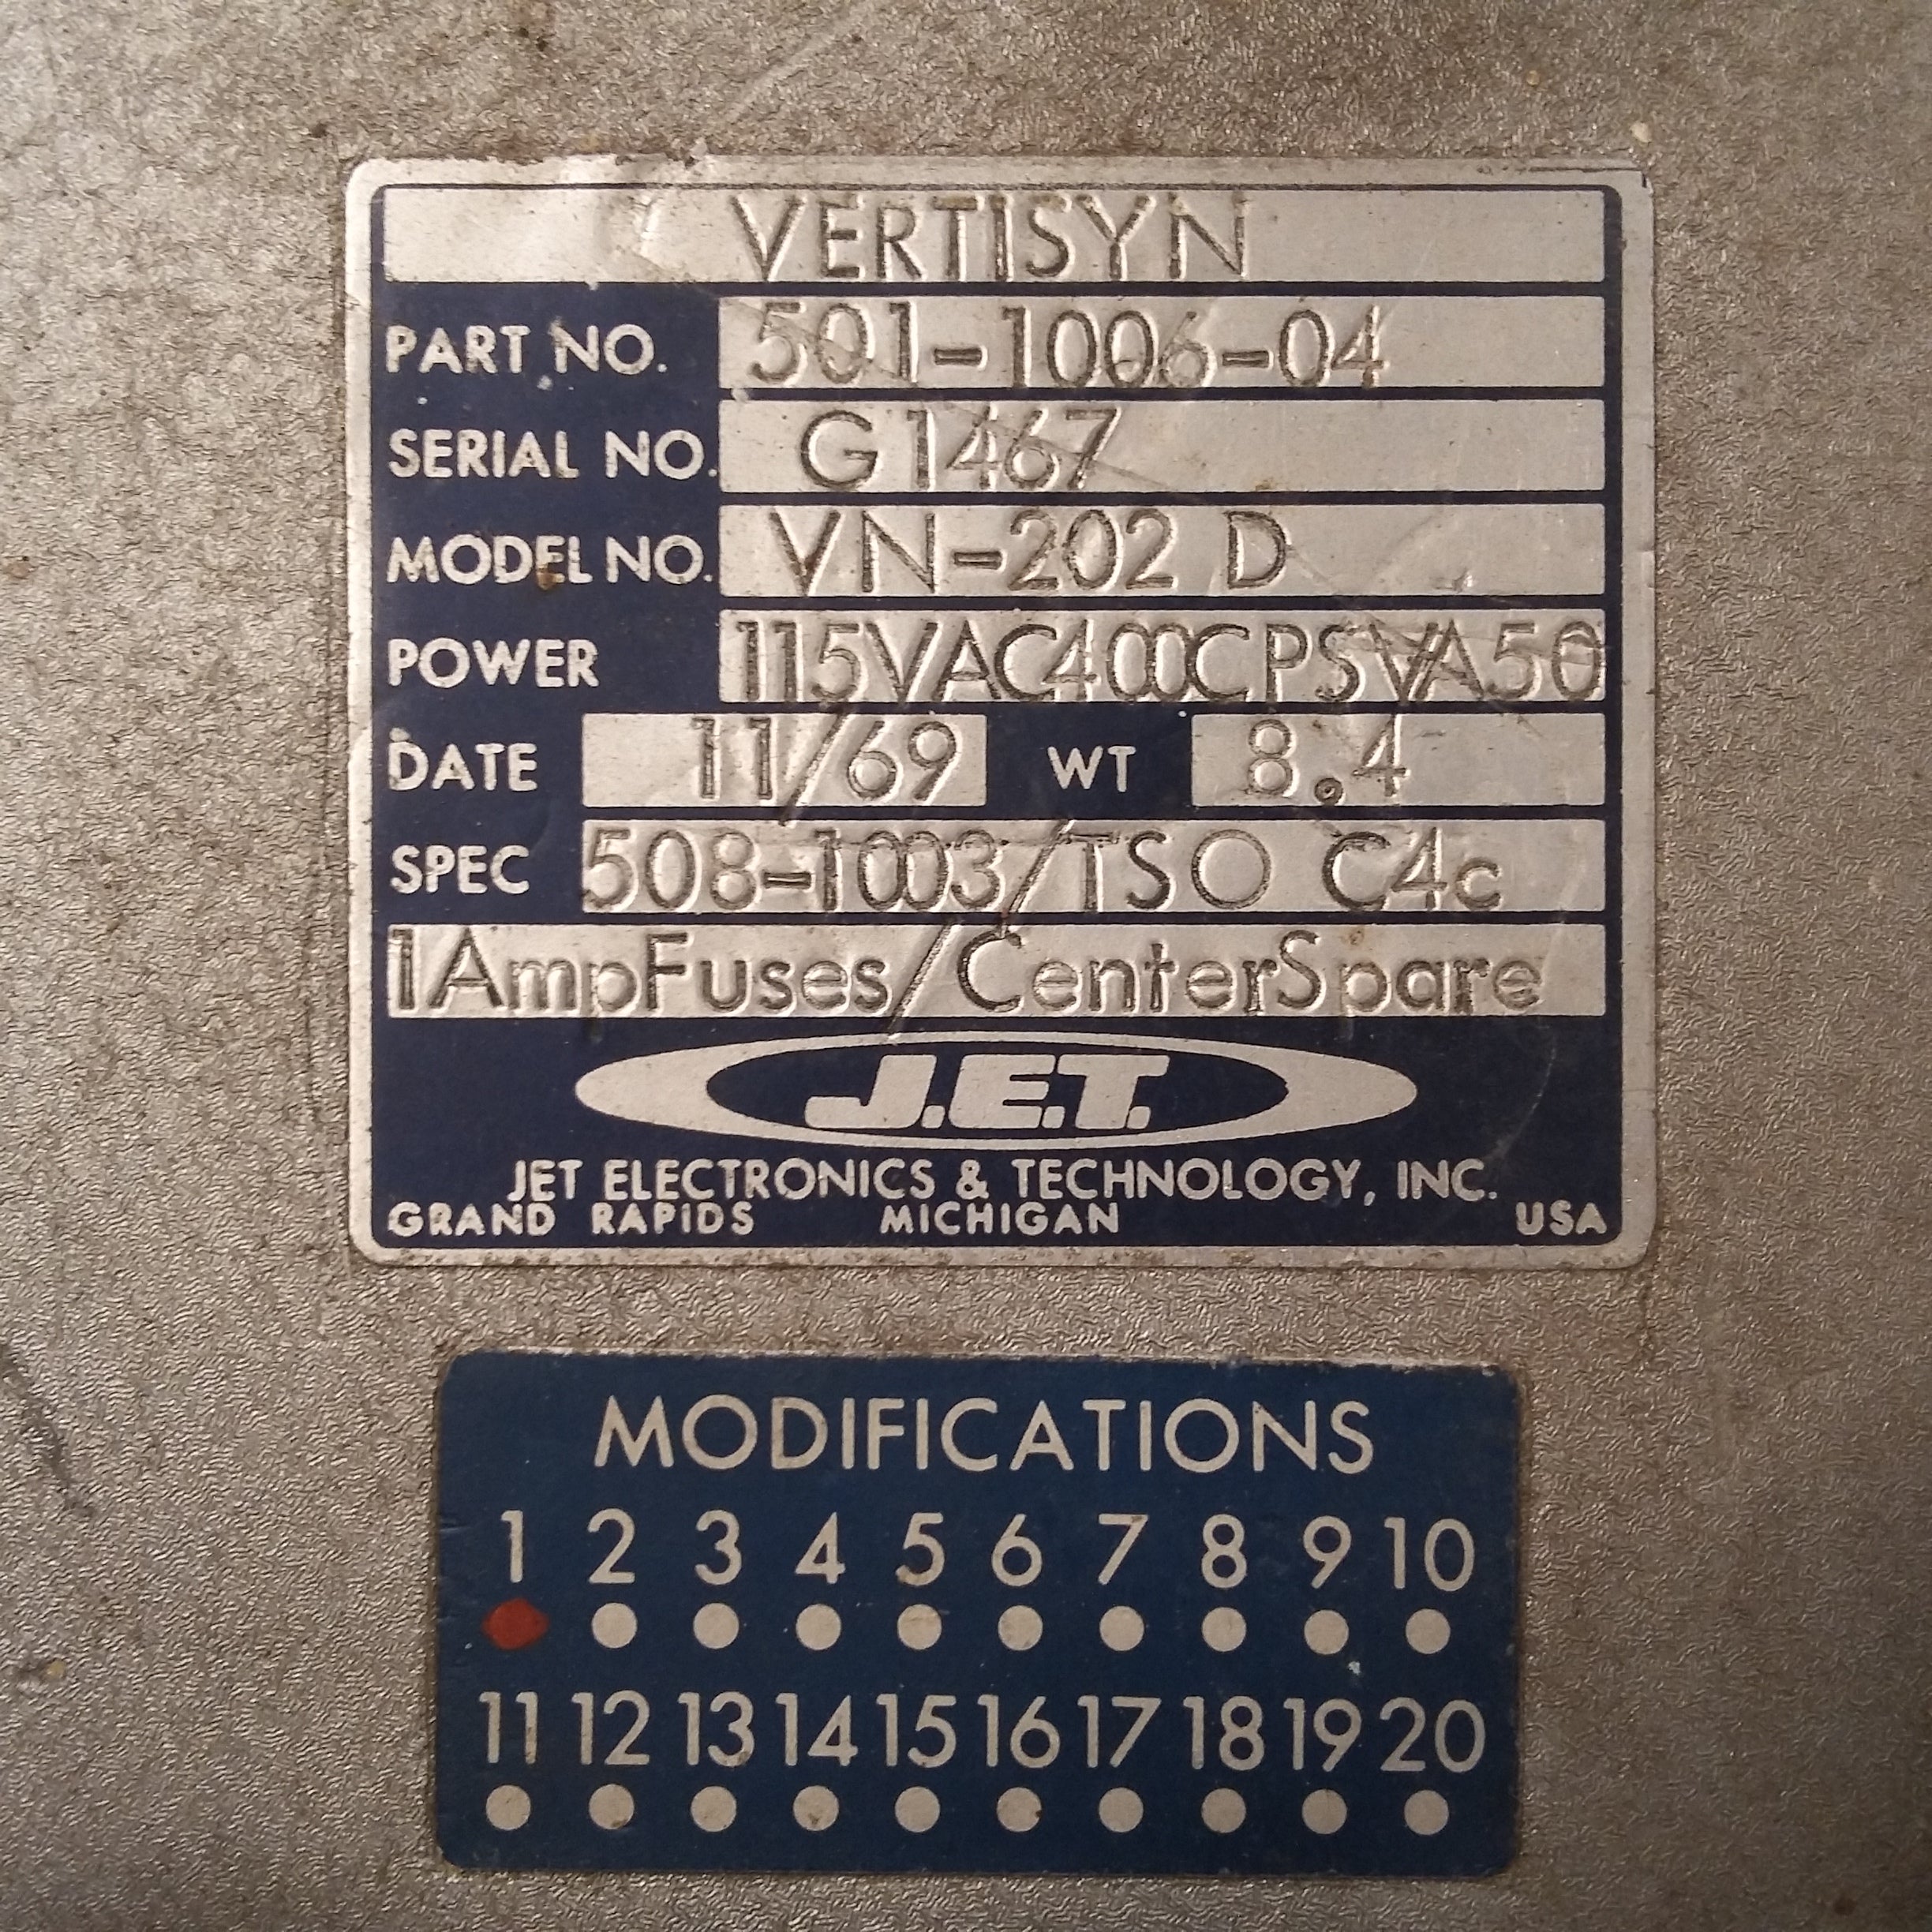 VERTISYN
PART NO. 501-1006-04
SERIAL NO. G1467
MODEL NO. VN-202 D
POWER 115VAC400CPSVA50
DATE 11/69 WT 8.4
SPEC 508-1003/TSO C4c
1AmpFuses/CenterSpare
J.E.T.
JET ELECTRONICS & TECHNOLOGY, INC.
GRAND RAPIDS MICHIGAN USA
MODIFICATIONS
1 2 3 4 5 6 7 8 9 10
11 12 13 14 15 16 17 18 19 20